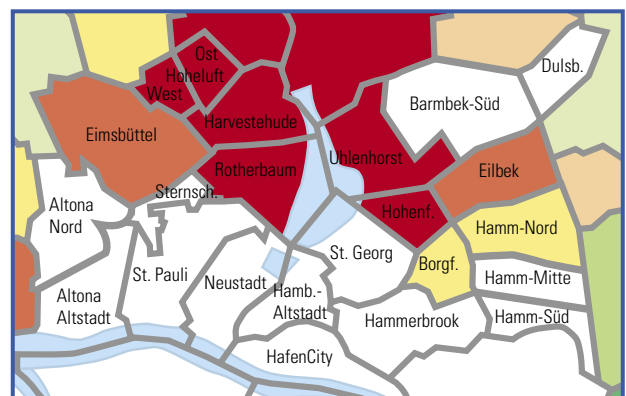 Ost
Hoheluft
West
Dulsb.
Barmbek-Süd
Harvestehude
Eimsbüttel
Uhlenhorst
Rotherbaum
Eilbek
Sternsch.
Altona
Nord
Hohenf.
Hamm-Nord
St. Georg
Borgf.
St. Pauli
Neustadt
Hamm-Mitte
Altona
Altstadt
Hamb.-
Altstadt
Hammerbrook
Hamm-Süd
HafenCity